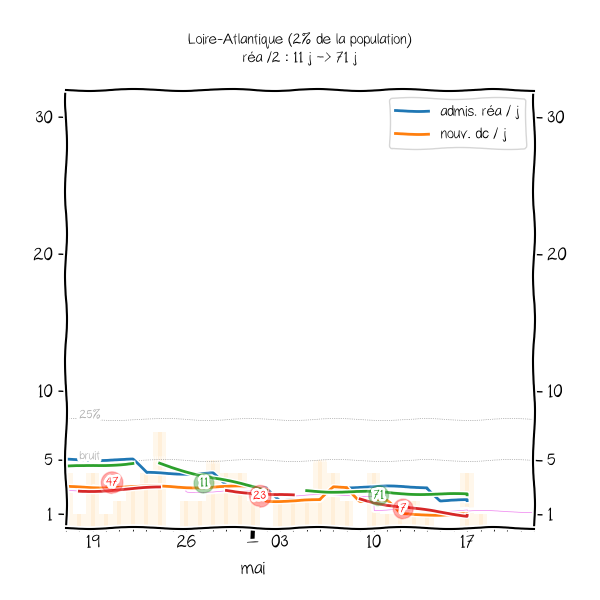 Loire-Atlantique (2% de la population)
réa /2 : 11 j -> 71 j
admis. réa / j
nouv. dc / j
30 30
20 20
10 10
25%
5 bruit 5
47 11 23 71 7
1 1
19 26 1 03 10 17
mai